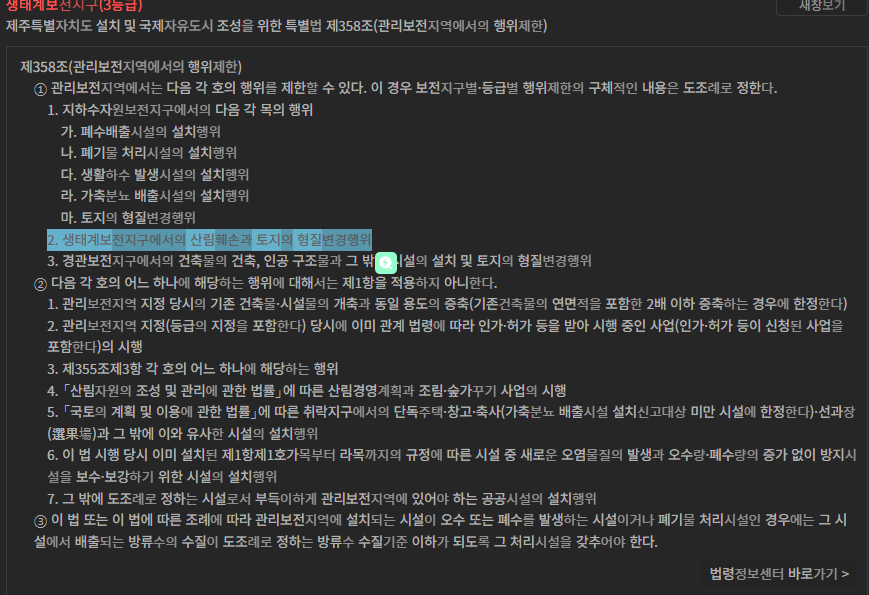 생태계보전지구(3등급)
새창보기
제주특별자치도 설치 및 국제자유도시 조성을 위한 특별법 제358조(관리보전지역에서의 행위제한)
제358조(관리보전지역에서의 행위제한)
① 관리보전지역에서는 다음 각 호의 행위를 제한할 수 있다. 이 경우 보전지구별·등급별 행위제한의 구체적인 내용은 도조례로 정한다.
1. 지하수자원보전지구에서의 다음 각 목의 행위
가. 폐수배출시설의 설치행위
나. 폐기물 처리시설의 설치행위
다. 생활하수 발생시설의 설치행위
라. 가축분뇨 배출시설의 설치행위
마. 토지의 형질변경행위
2. 생태계보전지구에서의 산림훼손과 토지의 형질변경행위
3. 경관보전지구에서의 건축물의 건축, 인공 구조물과 그 밖 시설의 설치 및 토지의 형질변경행위
② 다음 각 호의 어느 하나에 해당하는 행위에 대해서는 제1항을 적용하지 아니한다.
1. 관리보전지역 지정 당시의 기존 건축물·시설물의 개축과 동일 용도의 증축(기존건축물의 연면적을 포함한 2배 이하 증축하는 경우에 한정한다)
2. 관리보전지역 지정(등급의 지정을 포함한다) 당시에 이미 관계 법령에 따라 인가·허가 등을 받아 시행 중인 사업(인가·허가 등이 신청된 사업을
포함한다)의 시행
3. 제355조제3항 각 호의 어느 하나에 해당하는 행위
4. 「산림자원의 조성 및 관리에 관한 법률」에 따른 산림경영계획과 조림·숲가꾸기 사업의 시행
5. 「국토의 계획 및 이용에 관한 법률」에 따른 취락지구에서의 단독주택·창고·축사(가축분뇨 배출시설 설치신고대상 미만 시설에 한정한다)·선과장
(選果場)과 그 밖에 이와 유사한 시설의 설치행위
6. 이 법 시행 당시 이미 설치된 제1항제1호가목부터 라목까지의 규정에 따른 시설 중 새로운 오염물질의 발생과 오수량·폐수량의 증가 없이 방지시
설을 보수·보강하기 위한 시설의 설치행위
7. 그 밖에 도조례로 정하는 시설로서 부득이하게 관리보전지역에 있어야 하는 공공시설의 설치행위
③ 이 법 또는 이 법에 따른 조례에 따라 관리보전지역에 설치되는 시설이 오수 또는 폐수를 발생하는 시설이거나 폐기물 처리시설인 경우에는 그 시
설에서 배출되는 방류수의 수질이 도조례로 정하는 방류수 수질기준 이하가 되도록 그 처리시설을 갖추어야 한다.
법령정보센터 바로가기 >